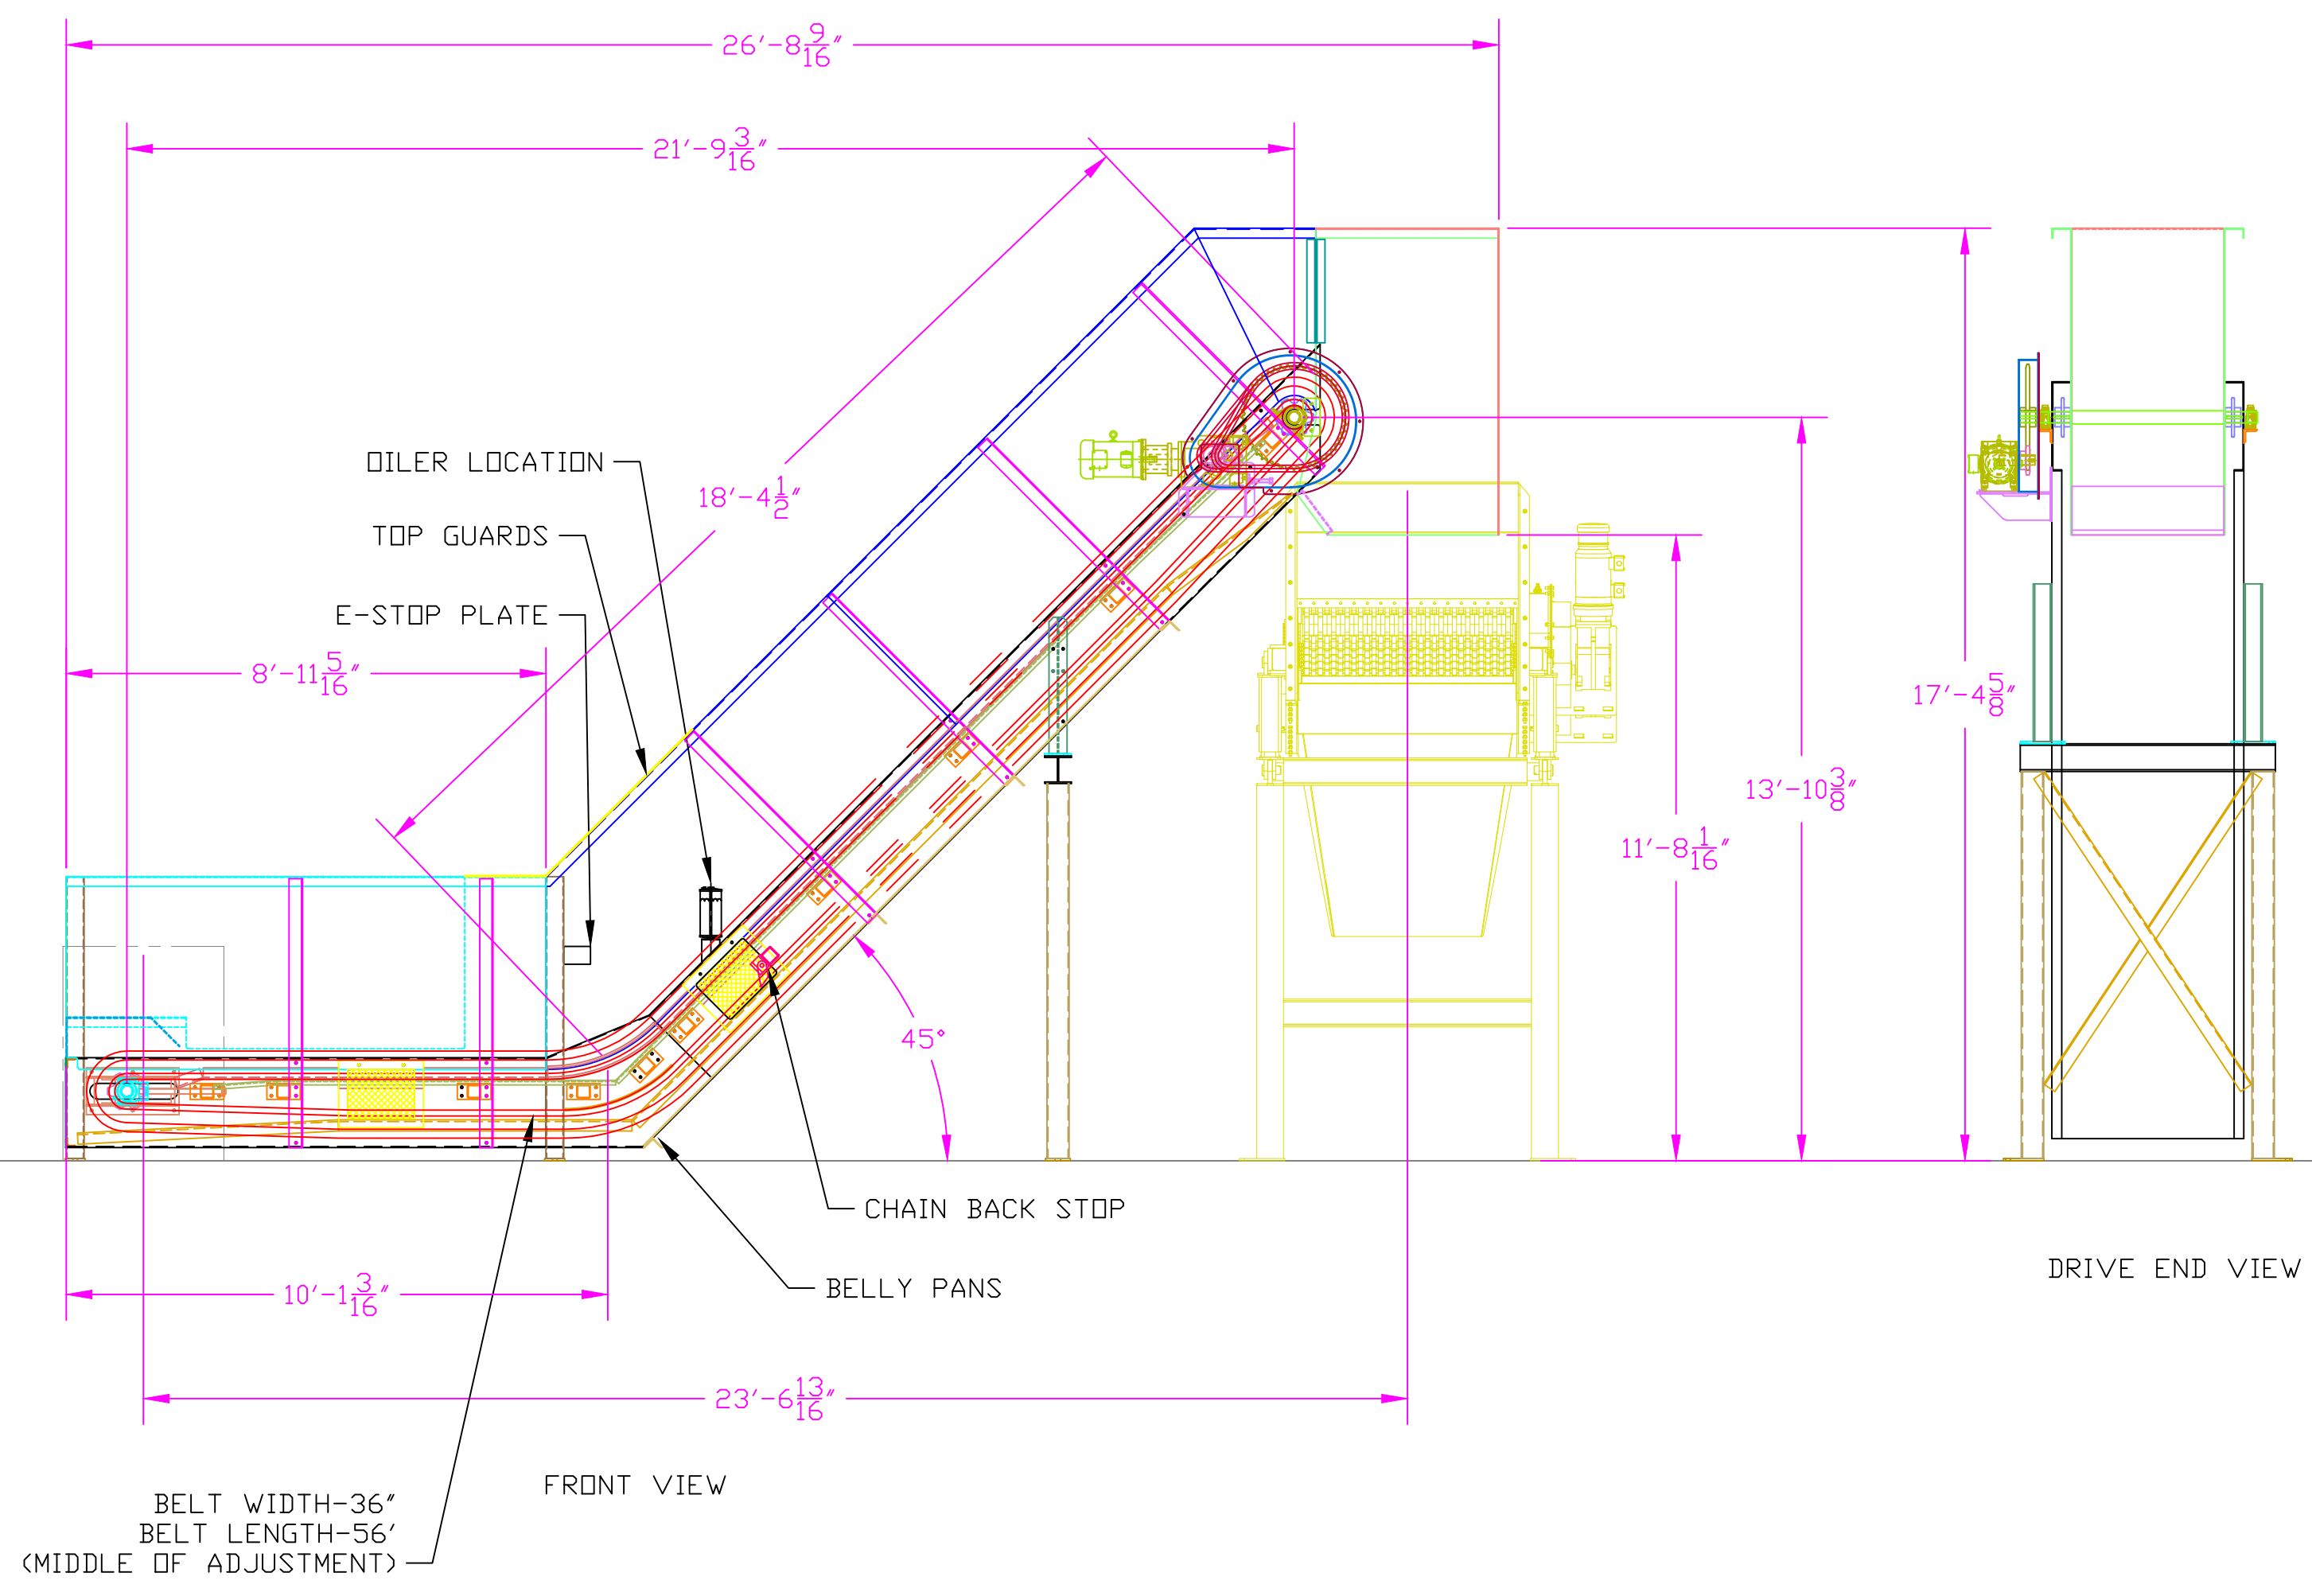 26'-8 9/16"
21'-9 3/16"
18'-4 1/2"
OILER LOCATION
TOP GUARDS
E-STOP PLATE
8'-11 5/16"
17'-4 5/8"
13'-10 3/8"
11'-8 1/16"
45°
CHAIN BACK STOP
BELLY PANS
10'-1 3/16"
DRIVE END VIEW
23'-6 13/16"
FRONT VIEW
BELT WIDTH-36"
BELT LENGTH-56'
(MIDDLE OF ADJUSTMENT)